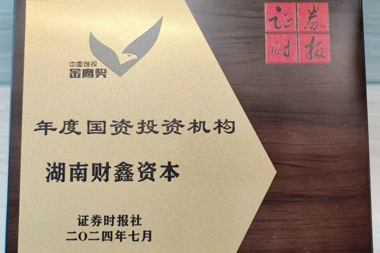 中国创投
金鹰奖
证券
时报
年度国资投资机构
湖南财鑫资本
证券时报社
二〇二四年七月